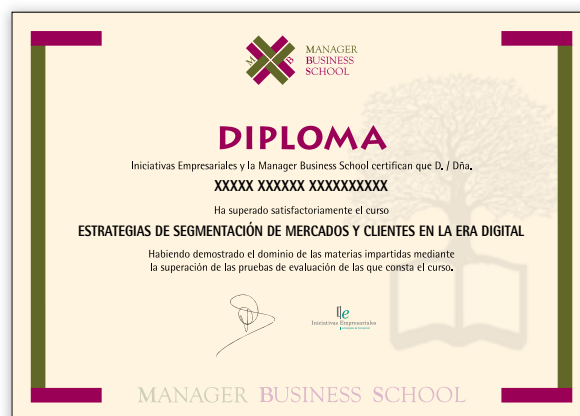 M B
MANAGER
BUSINESS
SCHOOL
DIPLOMA
Iniciativas Empresariales y la Manager Business School certifican que D. / Dña.
XXXXX XXXXXX XXXXXXXXXX
Ha superado satisfactoriamente el curso
ESTRATEGIAS DE SEGMENTACIÓN DE MERCADOS Y CLIENTES EN LA ERA DIGITAL
Habiendo demostrado el dominio de las materias impartidas mediante
la superación de las pruebas de evaluación de las que consta el curso.
Iniciativas Empresariales
MANAGER BUSINESS SCHOOL